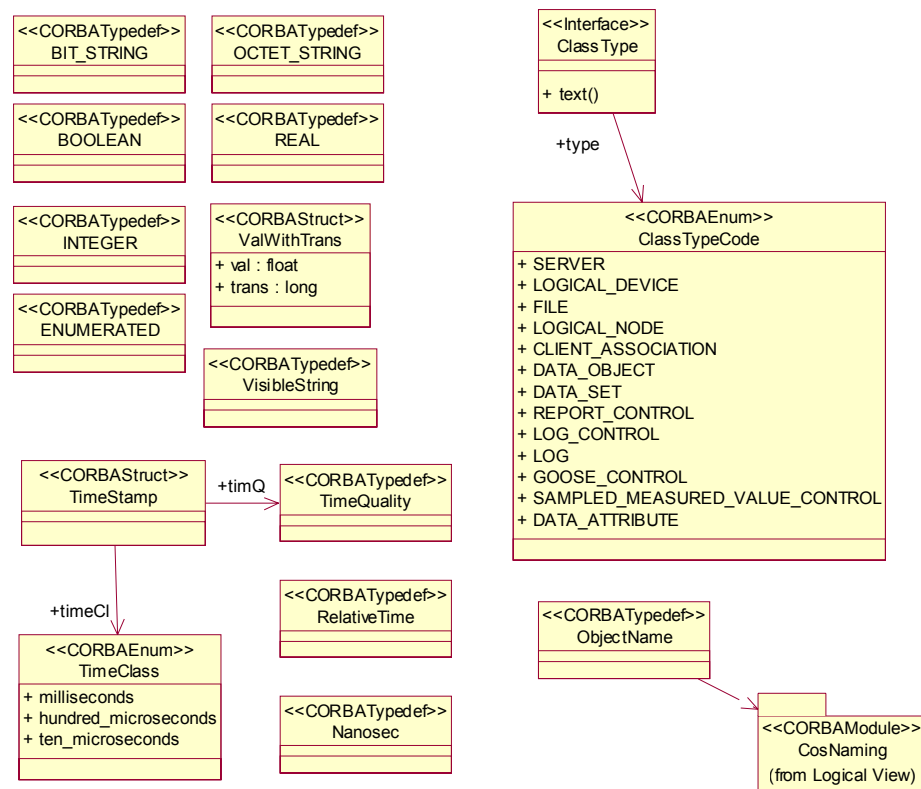 <<CORBATypedef>>
BIT_STRING
<<CORBATypedef>>
OCTET_STRING
<<CORBATypedef>>
BOOLEAN
<<CORBATypedef>>
REAL
<<CORBATypedef>>
INTEGER
<<CORBAStruct>>
ValWithTrans
+ val : float
+ trans : long
<<CORBATypedef>>
ENUMERATED
<<CORBATypedef>>
VisibleString
<<CORBAStruct>>
TimeStamp
+timQ
<<CORBATypedef>>
TimeQuality
+timeCl
<<CORBAEnum>>
TimeClass
+ milliseconds
+ hundred_microseconds
+ ten_microseconds
<<CORBATypedef>>
RelativeTime
<<CORBATypedef>>
Nanosec
<<Interface>>
ClassType
+ text()
+type
<<CORBAEnum>>
ClassTypeCode
+ SERVER
+ LOGICAL_DEVICE
+ FILE
+ LOGICAL_NODE
+ CLIENT_ASSOCIATION
+ DATA_OBJECT
+ DATA_SET
+ REPORT_CONTROL
+ LOG_CONTROL
+ LOG
+ GOOSE_CONTROL
+ SAMPLED_MEASURED_VALUE_CONTROL
+ DATA_ATTRIBUTE
<<CORBATypedef>>
ObjectName
<<CORBAModule>>
CosNaming
(from Logical View)